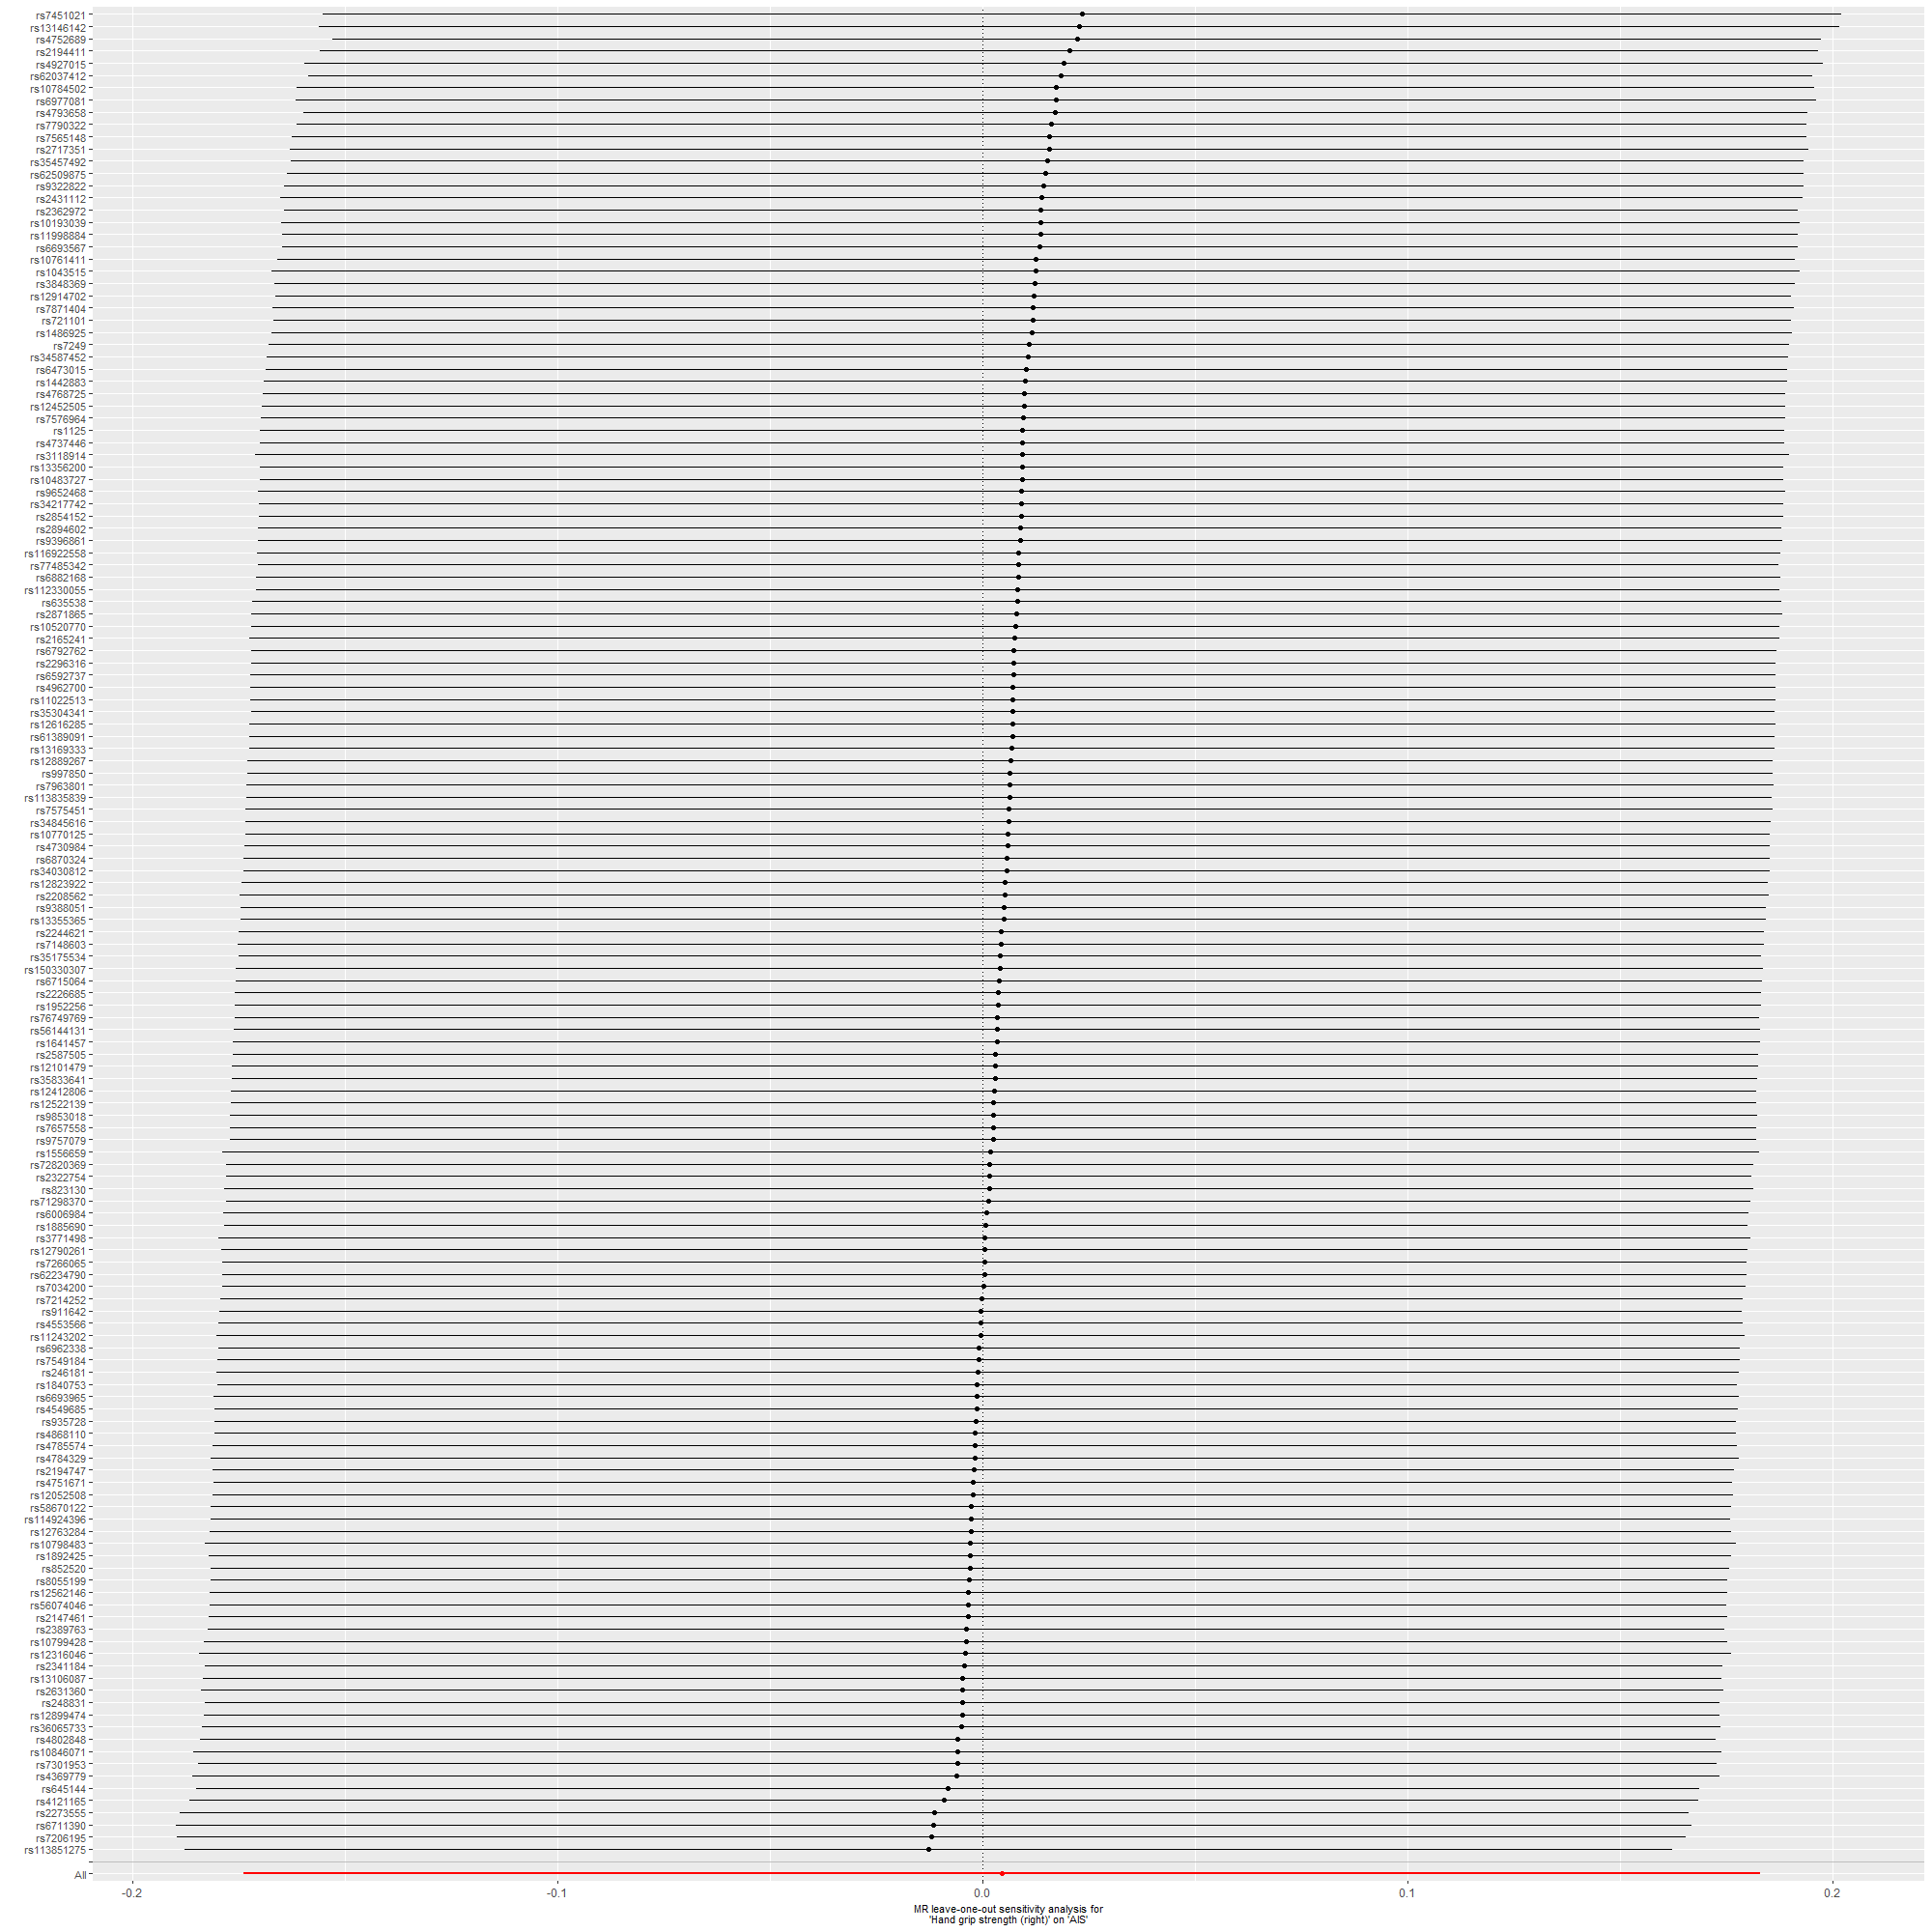 rs7451021
rs13146142
rs4752689
rs2194411
rs4927015
rs62037412
rs10784502
rs6977081
rs4793658
rs7790322
rs7565148
rs2717351
rs35457492
rs62509875
rs9322822
rs2431112
rs2362972
rs10193039
rs11998884
rs6693567
rs10761411
rs1043515
rs3848369
rs12914702
rs7871404
rs721101
rs1486925
rs7249
rs34587452
rs6473015
rs1442883
rs4768725
rs12452505
rs7576964
rs1125
rs4737446
rs3118914
rs13356200
rs10483727
rs9652468
rs34217742
rs2854152
rs2894602
rs9396861
rs116922558
rs77485342
rs6882168
rs112330055
rs635538
rs2871865
rs10520770
rs2165241
rs6792762
rs2296316
rs6592737
rs4962700
rs11022513
rs35304341
rs12616285
rs61389091
rs13169333
rs12889267
rs997850
rs7963801
rs113835839
rs7575451
rs34845616
rs10770125
rs4730984
rs6870324
rs34030812
rs12823922
rs2208562
rs9388051
rs13355365
rs2244621
rs7148603
rs35175534
rs150330307
rs6715064
rs2226685
rs1952256
rs76749769
rs56144131
rs1641457
rs2587505
rs12101479
rs35833641
rs12412806
rs12522139
rs9853018
rs7657558
rs9757079
rs1556659
rs72820369
rs2322754
rs823130
rs71298370
rs6006984
rs1885690
rs3771498
rs12790261
rs7266065
rs62234790
rs7034200
rs7214252
rs911642
rs4553566
rs11243202
rs6962338
rs7549184
rs246181
rs1840753
rs6693965
rs4549685
rs935728
rs4868110
rs4785574
rs4784329
rs2194747
rs4751671
rs12052508
rs58670122
rs114924396
rs12763284
rs10798483
rs1892425
rs852520
rs8055199
rs12562146
rs56074046
rs2147461
rs2389763
rs10799428
rs12316046
rs2341184
rs13106087
rs2631360
rs248831
rs12899474
rs36065733
rs4802848
rs10846071
rs7301953
rs4369779
rs645144
rs4121165
rs2273555
rs6711390
rs7206195
rs113851275
All
-0.2 -0.1 0.0 0.1 0.2
MR leave-one-out sensitivity analysis for
'Hand grip strength (right)' on 'AIS'